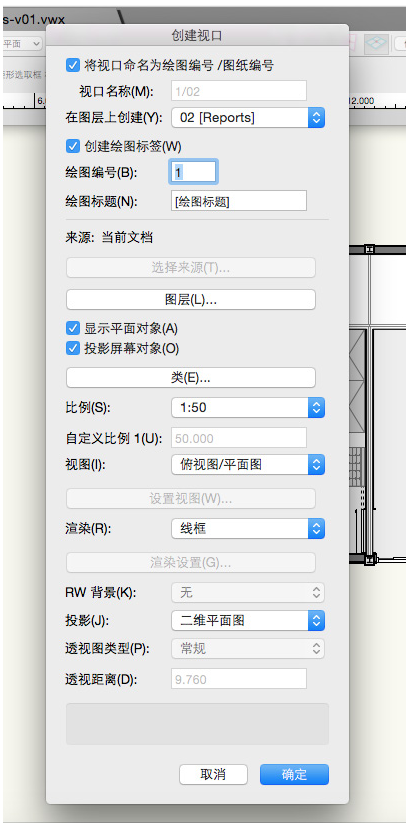 s-v01.vwx
创建视口
平面
将视口命名为绘图编号 /图纸编号
矩形选取框
视口名称(M): 1/02
6.0
12.000
在图层上创建(Y): 02 [Reports]
创建绘图标签(W)
绘图编号(B): 1
绘图标题(N): [绘图标题]
来源: 当前文档
选择来源(T)...
图层(L)...
显示平面对象(A)
投影屏幕对象(O)
类(E)...
比例(S): 1:50
自定义比例 1(U): 50.000
视图(I): 俯视图/平面图
设置视图(W)...
渲染(R): 线框
渲染设置(G)...
RW 背景(K): 无
投影(J): 二维平面图
透视图类型(P): 常规
透视距离(D): 9.760
取消
确定